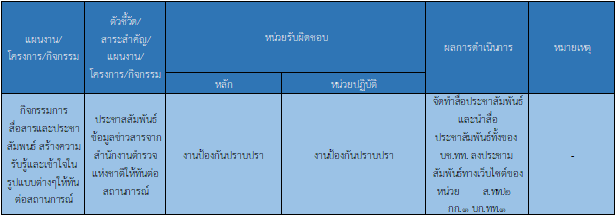 แผนงาน/
โครงการ/กิจกรรม
ตัวชี้วัด/
สาระสำคัญ/
แผนงาน/
โครงการ/กิจกรรม
หน่วยรับผิดชอบ
หลัก
หน่วยปฏิบัติ
ผลการดำเนินการ
หมายเหตุ
กิจกรรมการ
สื่อสารและประชา
สัมพนธ์ สร้างความ
รับรู้และเข้าใจใน
รูปแบบต่างๆให้ทัน
ต่อสถานการณ์
ประชาสัมพันธ์
ข้อมูลข่าวสารจาก
สำนักงานตำรวจ
แห่งชาติให้ทันต่อ
สถานการณ์
งานป้องกันปราบปรา
งานป้องกันปราบปรา
จัดทำสื่อประชาสัมพันธ์
และนำสื่อ
ประชาสัมพันธ์ทั้งของ
บช.ทท. ลงประชาม
สัมพันธ์ทางเว็บไซต์ของ
หน่วย ส.ทท๒
กก.๑ บก.ทท.๑
-